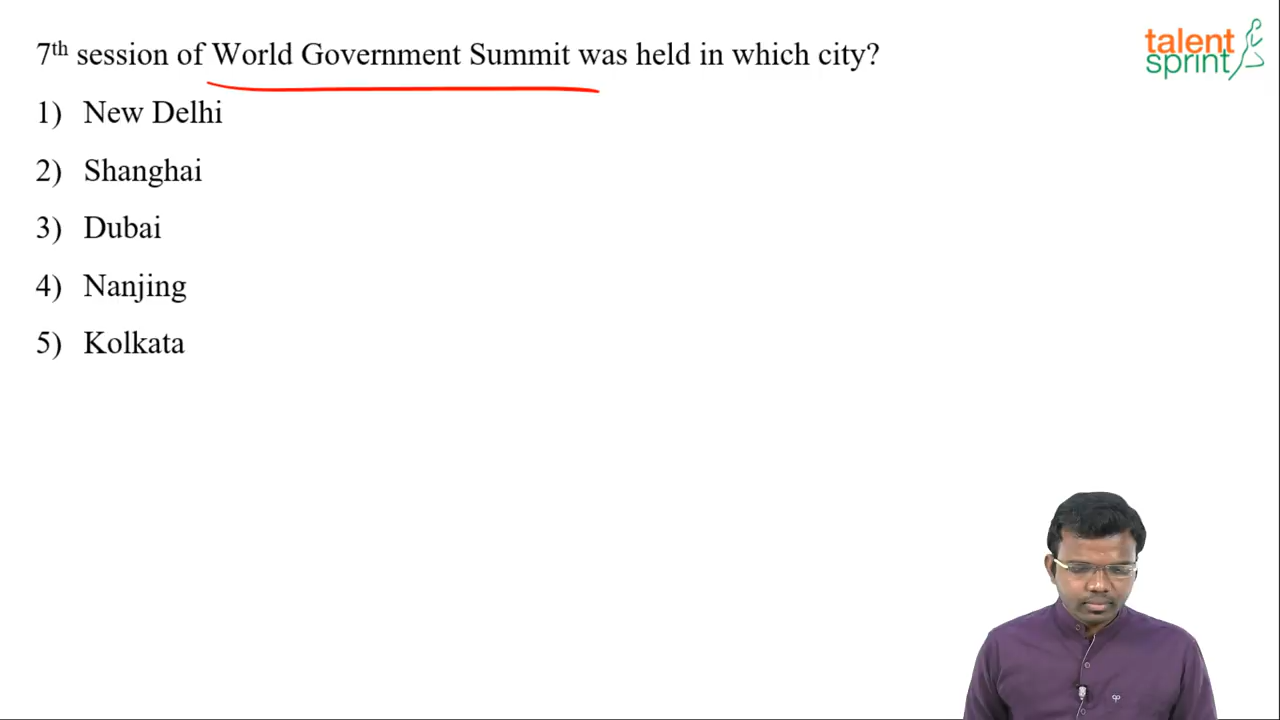 7th session of World Government Summit was held in which city?
1) New Delhi
2) Shanghai
3) Dubai
4) Nanjing
5) Kolkata
talent
sprint